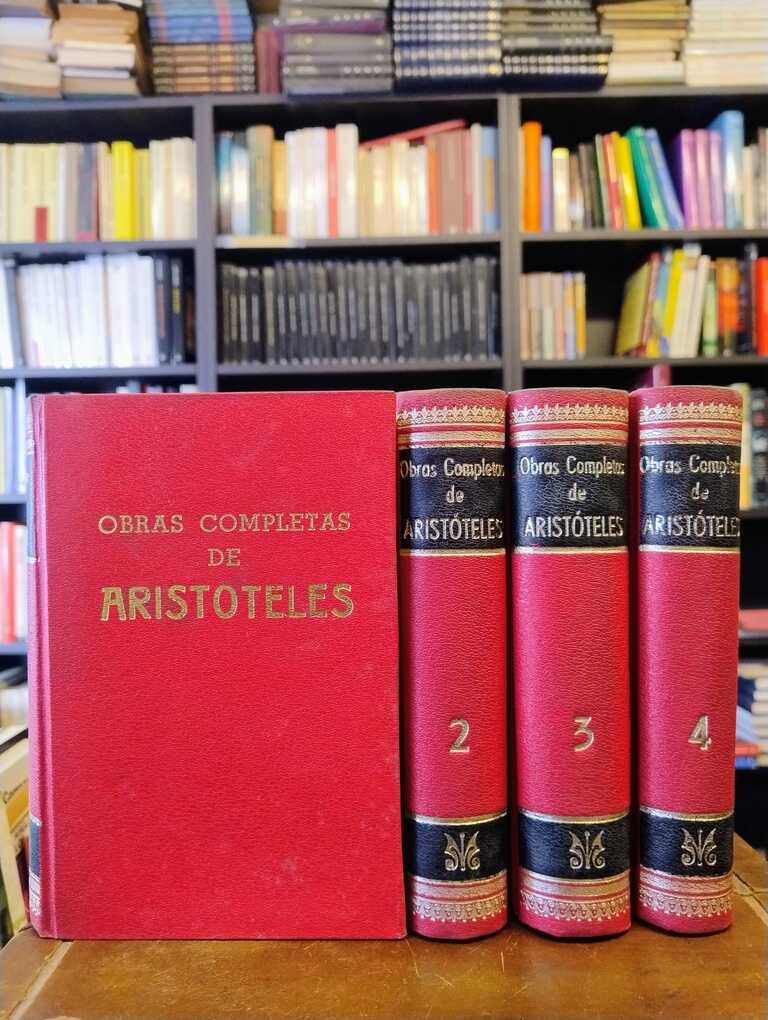 OBRAS COMPLETAS
DE
ARISTOTELES
Obras Completas
de
ARISTÓTELES
2
Obras Completas
de
ARISTÓTELES
3
Obras Completas
de
ARISTÓTELES
4